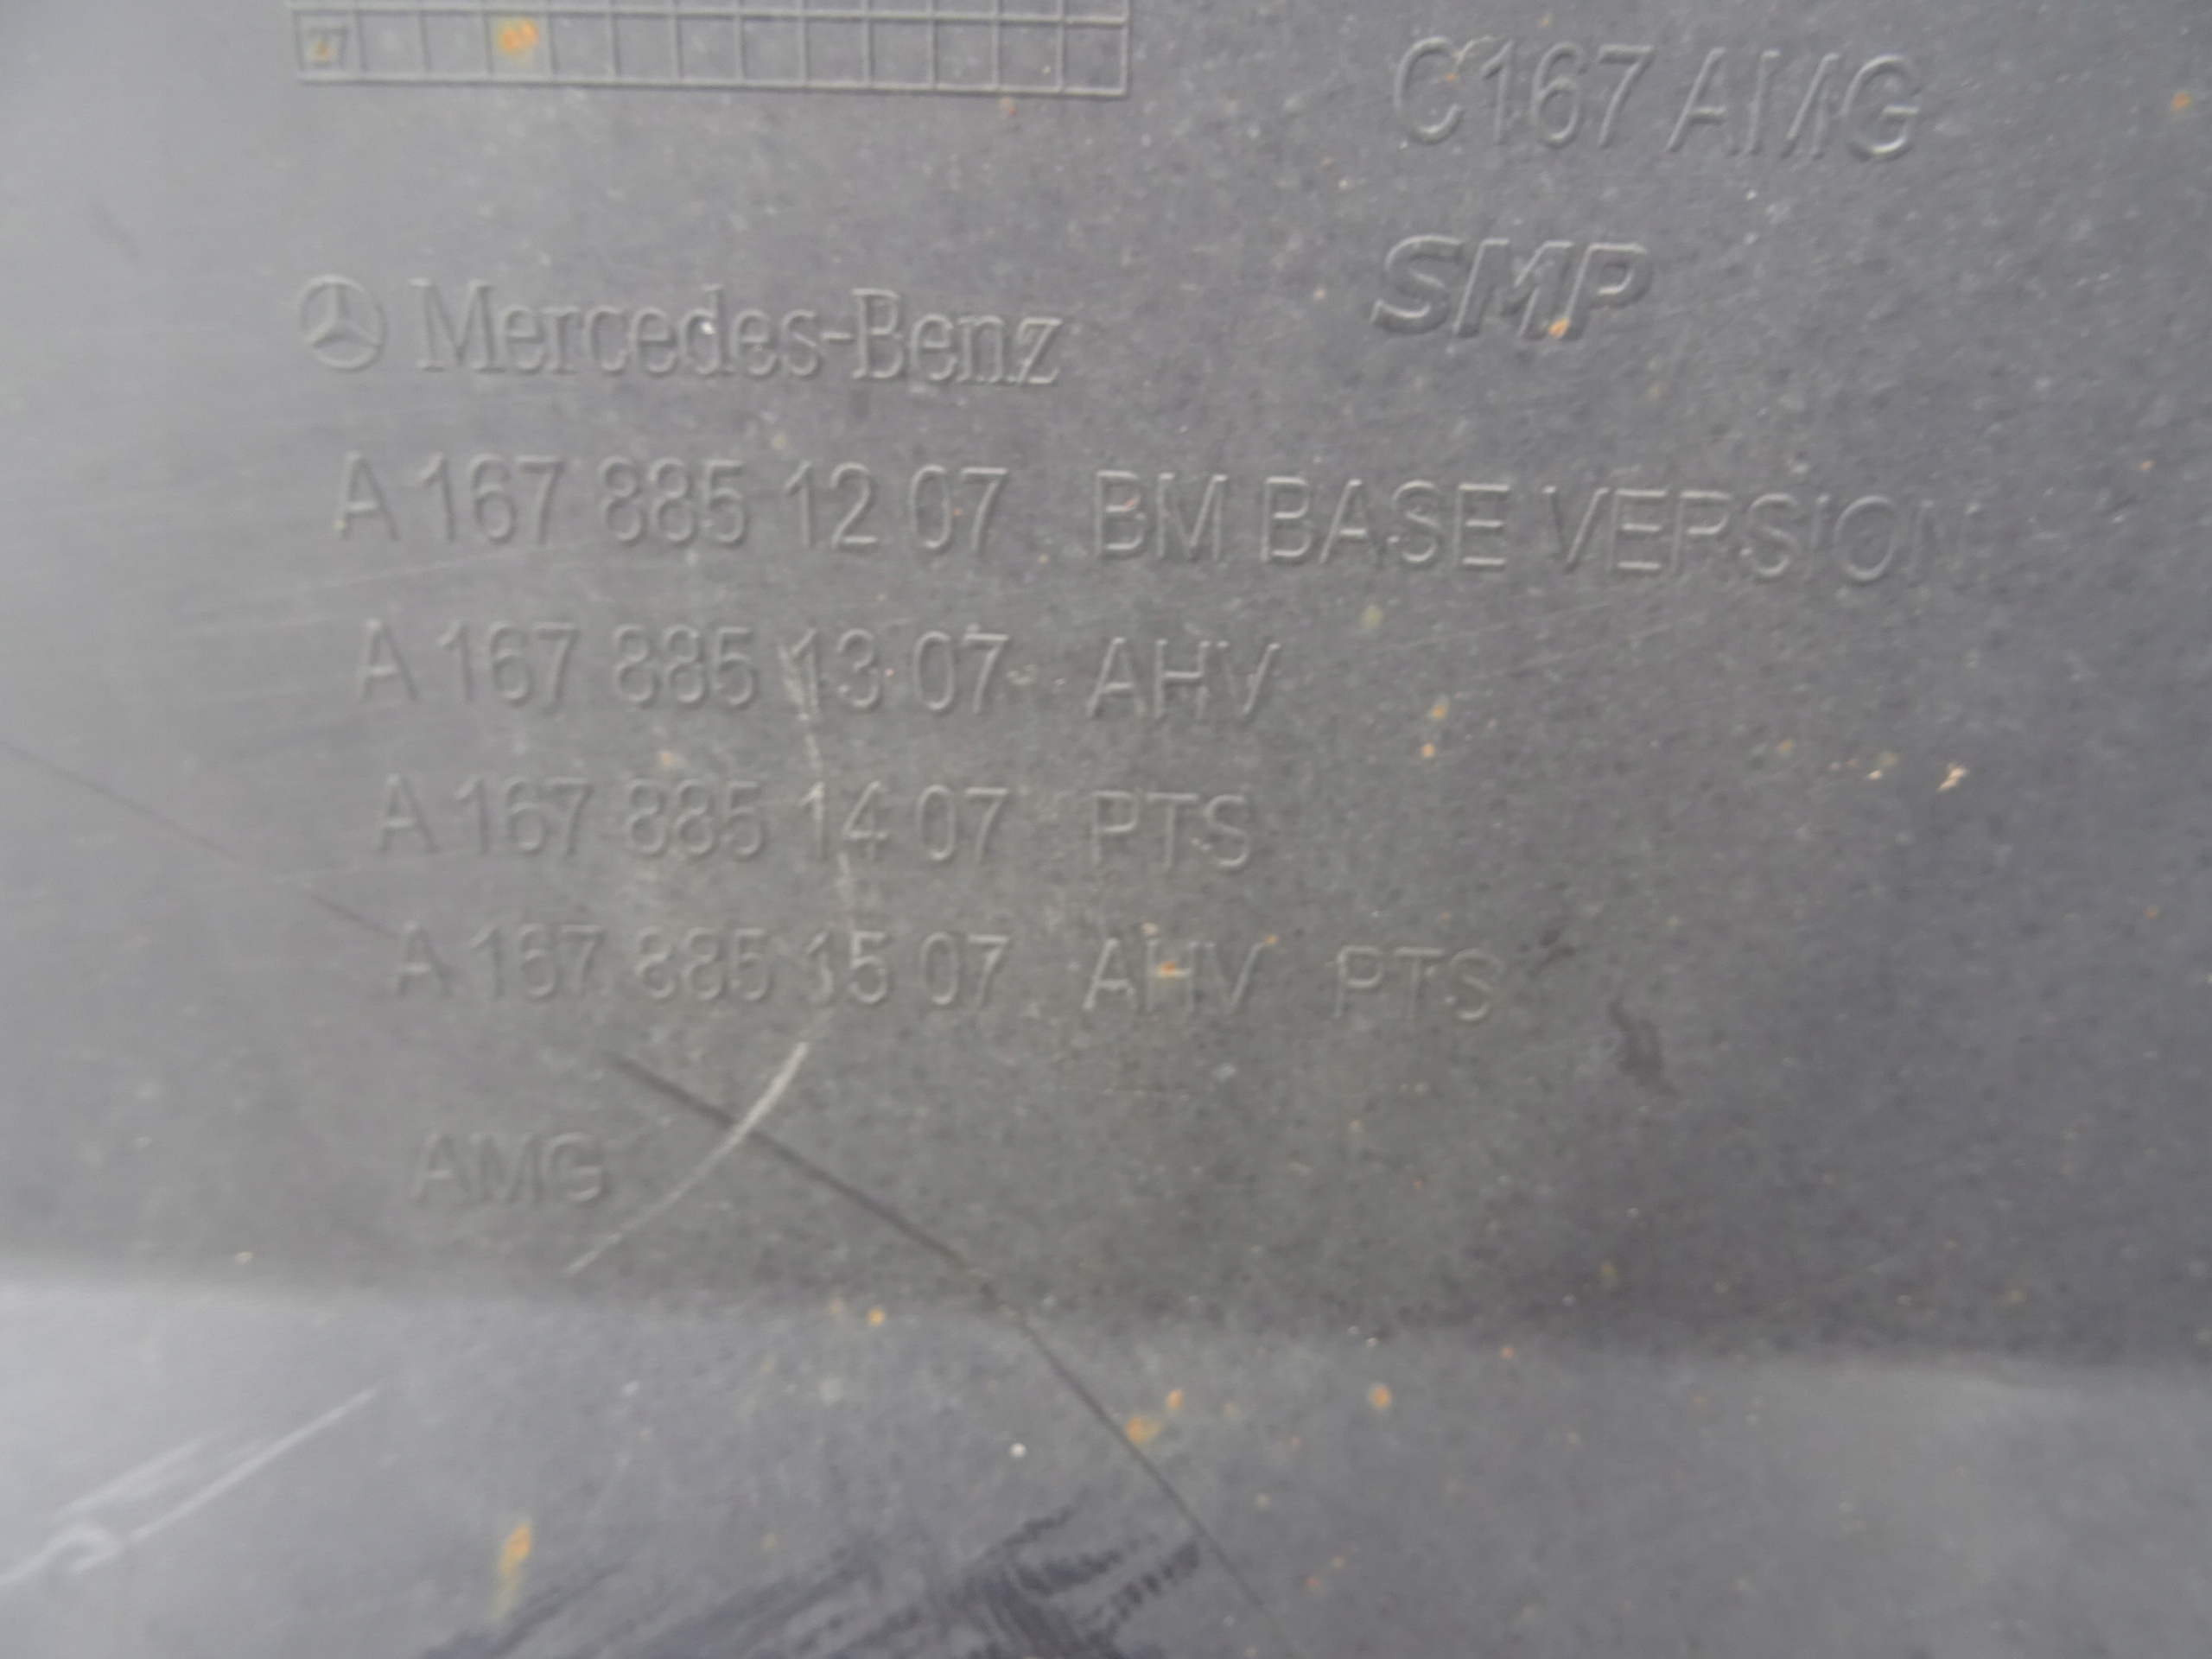 C167 AMG
SMP
Mercedes-Benz
A 167 885 12 07 BM BASE VERSION
A 167 885 13 07 AHV
A 167 885 14 07 PTS
A 167 885 15 07 AHV PTS
AMG